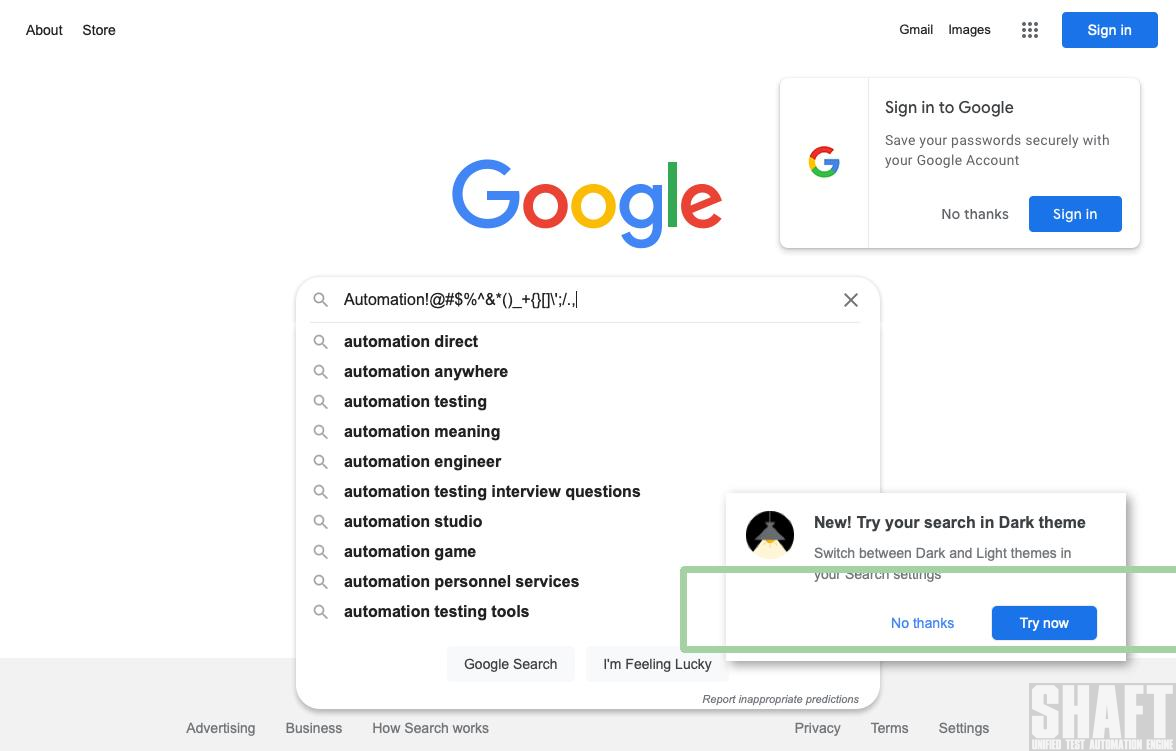 About Store
Gmail Images
Sign in
Sign in to Google
Save your passwords securely with
your Google Account
No thanks
Sign in
Google
Automation!@#$%^&*()_+{}[]\';/.,
automation direct
automation anywhere
automation testing
automation meaning
automation engineer
automation testing interview questions
automation studio
automation game
automation personnel services
automation testing tools
New! Try your search in Dark theme
Switch between Dark and Light themes in
your Search settings
No thanks
Try now
Google Search
I'm Feeling Lucky
Report inappropriate predictions
Advertising Business How Search works
Privacy Terms Settings
SHAFT
UNIFIED TEST AUTOMATION ENGINE